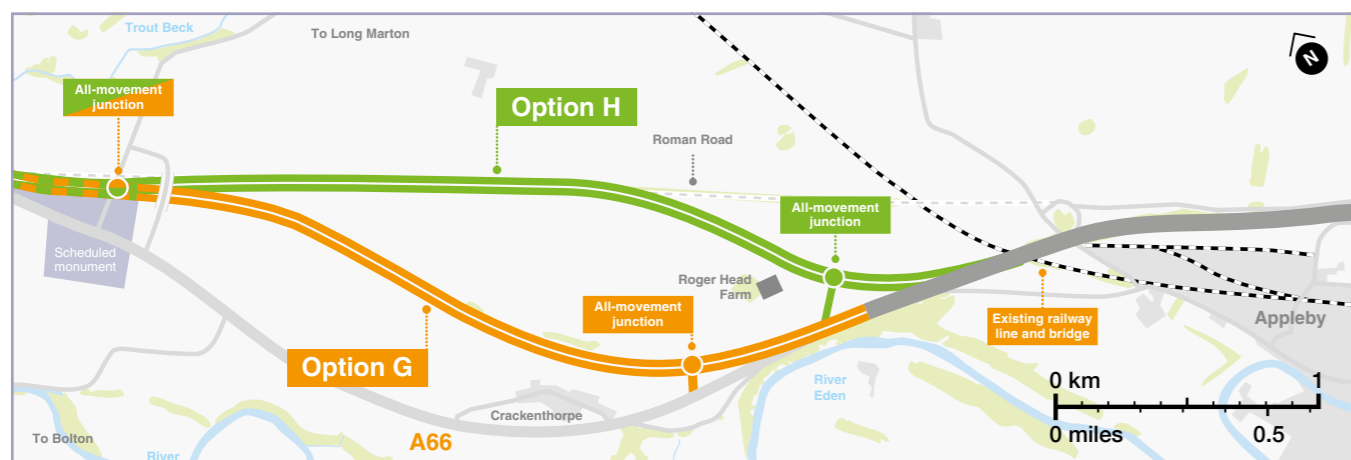 Trout Beck
To Long Marton
N
All-movement
junction
Option H
Roman Road
All-movement
junction
Scheduled
monument
Roger Head
Farm
All-movement
junction
Existing railway
line and bridge
Appleby
Option G
River
Eden
0 km
1
Crackenthorpe
0 miles
0.5
To Bolton
A66
River